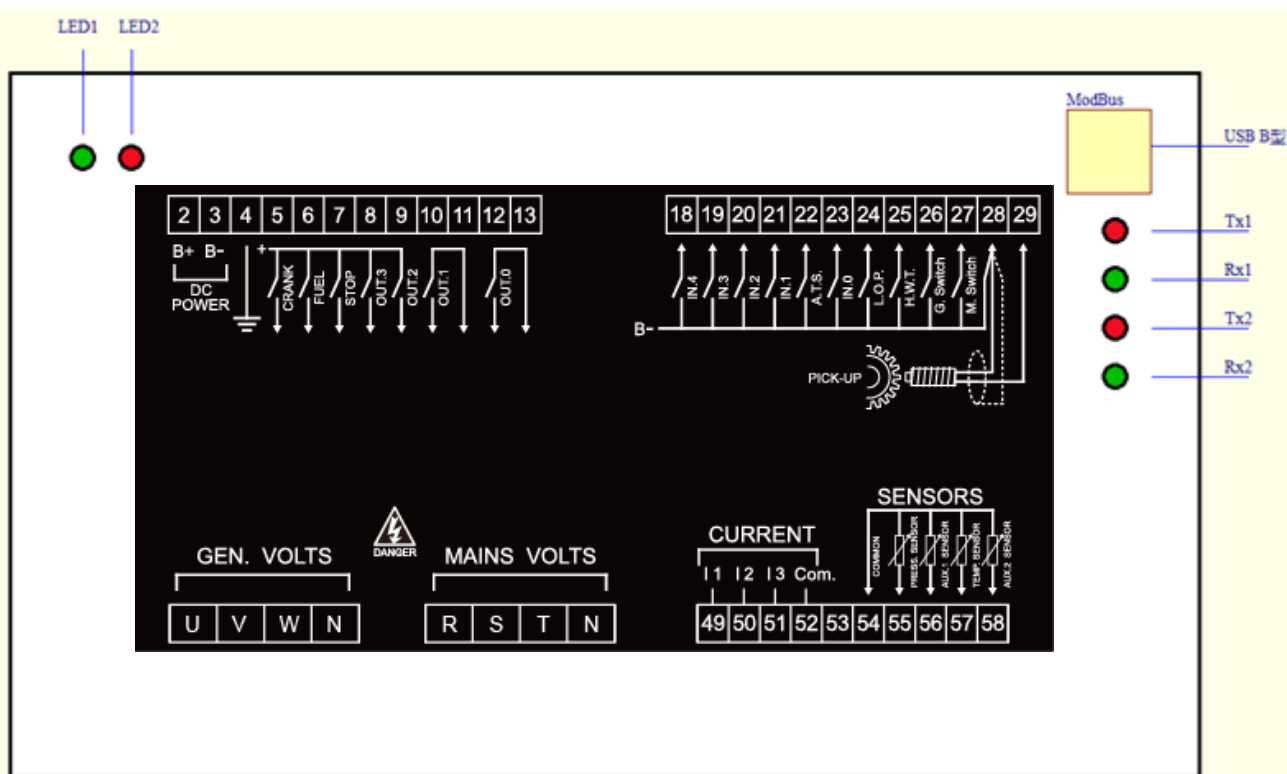 LED1 LED2
ModBus
USB B型
Tx1
Rx1
Tx2
Rx2
2 3 4 5 6 7 8 9 10 11 12 13
B+ B-
DC
POWER
+
CRANK
FUEL
STOP
OUT.3
OUT.2
OUT.1
OUT.0
18 19 20 21 22 23 24 25 26 27 28 29
IN.4
IN.3
IN.2
IN.1
A.T.S.
IN.0
L.O.P.
H.W.T.
G. Switch
M. Switch
B-
PICK-UP
DANGER
GEN. VOLTS
U V W N
MAINS VOLTS
R S T N
CURRENT
I1 I2 I3 Com.
SENSORS
COMMON
PRESS. SENSOR
AUX.1 SENSOR
TEMP. SENSOR
AUX.2 SENSOR
49 50 51 52 53 54 55 56 57 58